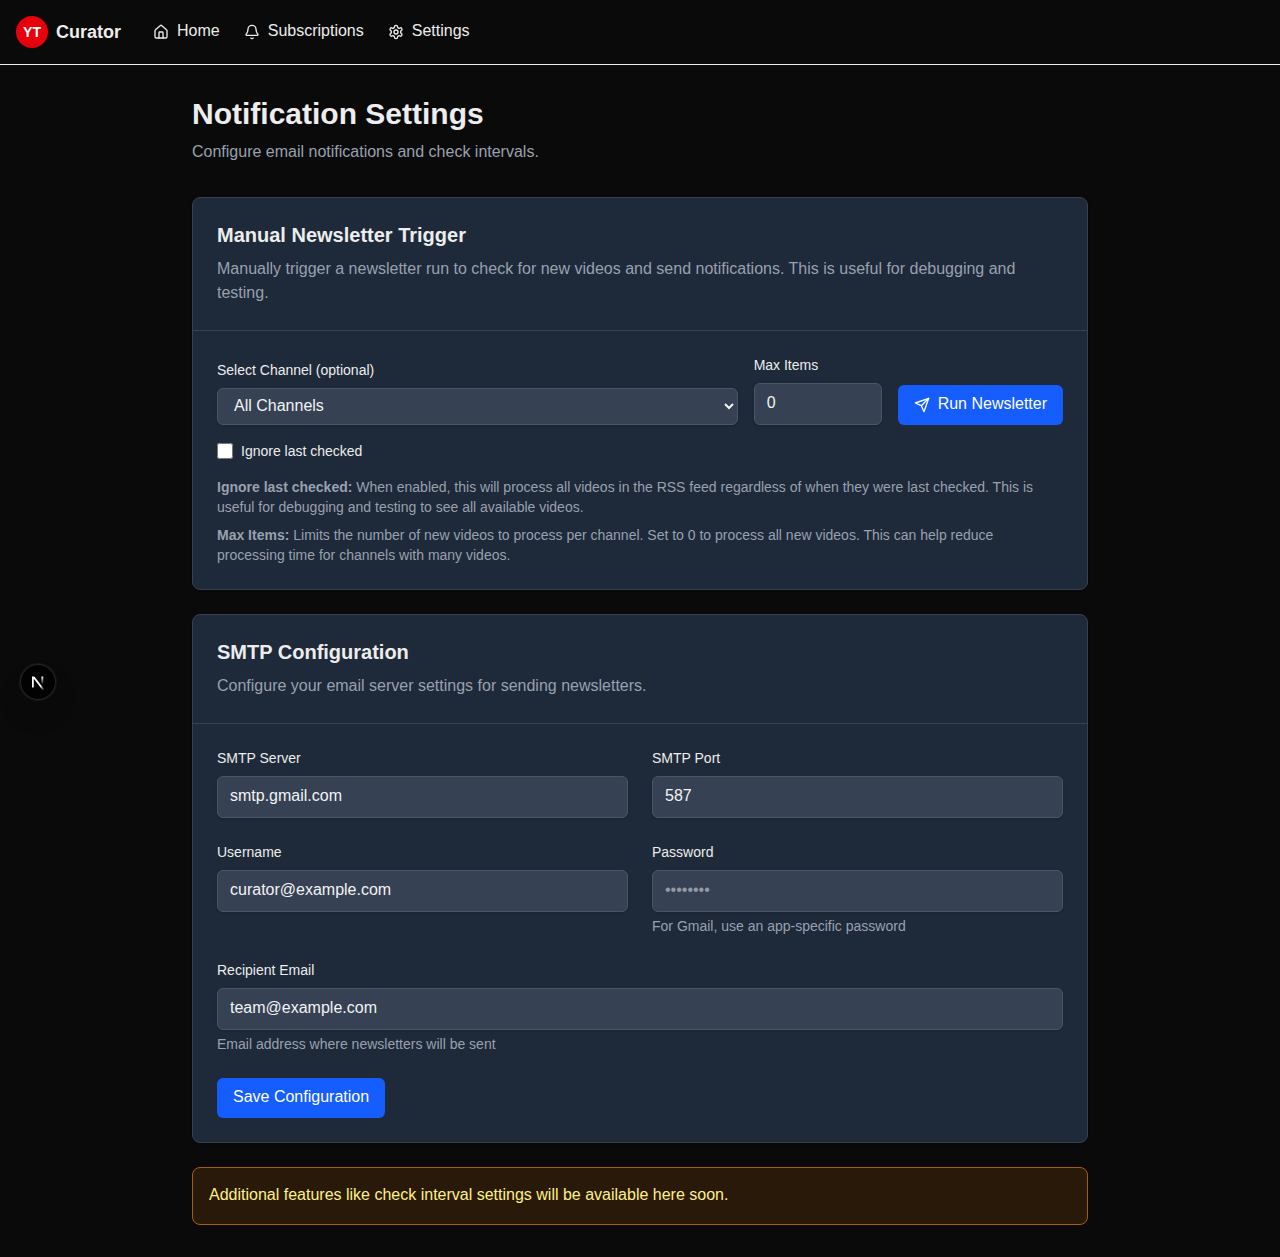 YT Curator Home Subscriptions Settings
Notification Settings
Configure email notifications and check intervals.
Manual Newsletter Trigger
Manually trigger a newsletter run to check for new videos and send notifications. This is useful for debugging and
testing.
Select Channel (optional)
All Channels
Max Items
0
Run Newsletter
Ignore last checked
Ignore last checked: When enabled, this will process all videos in the RSS feed regardless of when they were last checked. This is
useful for debugging and testing to see all available videos.
Max Items: Limits the number of new videos to process per channel. Set to 0 to process all new videos. This can help reduce
processing time for channels with many videos.
SMTP Configuration
Configure your email server settings for sending newsletters.
N
SMTP Server
smtp.gmail.com
SMTP Port
587
Username
curator@example.com
Password
••••••••
For Gmail, use an app-specific password
Recipient Email
team@example.com
Email address where newsletters will be sent
Save Configuration
Additional features like check interval settings will be available here soon.